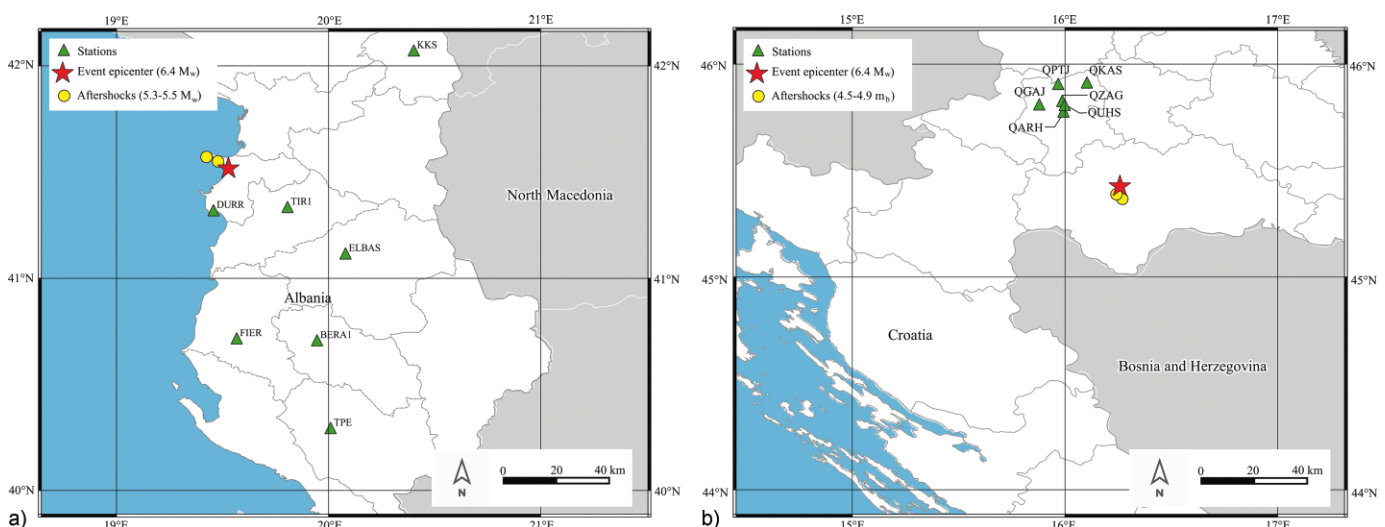 19°E
20°E
21°E
42°N
42°N
Stations
Event epicenter (6.4 Mw)
Aftershocks (5.3-5.5 Mw)
KKS
North Macedonia
DURR
TIR1
ELBAS
41°N
41°N
Albania
FIER
BERA1
TPE
0 20 40 km
N
40°N
40°N
19°E
20°E
21°E
a)
15°E
16°E
17°E
46°N
46°N
Stations
Event epicenter (6.4 Mw)
Aftershocks (4.5-4.9 mb)
QPTJ
QKAS
QGAJ
QZAG
QUHS
QARH
45°N
45°N
Croatia
Bosnia and Herzegovina
0 20 40 km
N
44°N
44°N
15°E
16°E
17°E
b)